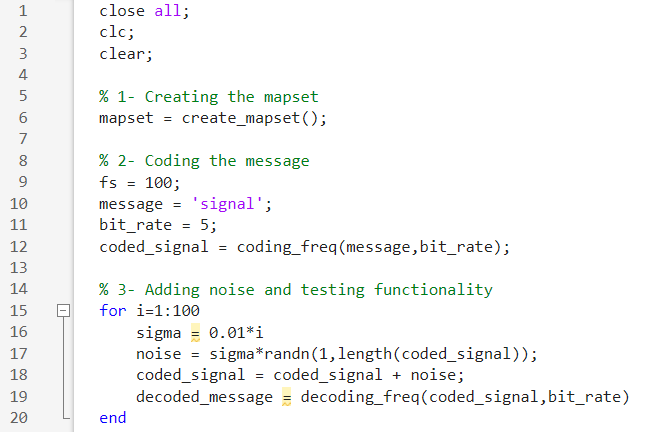 1 close all;
2 clc;
3 clear;
4
5 % 1- Creating the mapset
6 mapset = create_mapset();
7
8 % 2- Coding the message
9 fs = 100;
10 message = 'signal';
11 bit_rate = 5;
12 coded_signal = coding_freq(message,bit_rate);
13
14 % 3- Adding noise and testing functionality
15 for i=1:100
16 sigma = 0.01*i
17 noise = sigma*randn(1,length(coded_signal));
18 coded_signal = coded_signal + noise;
19 decoded_message = decoding_freq(coded_signal,bit_rate)
20 end